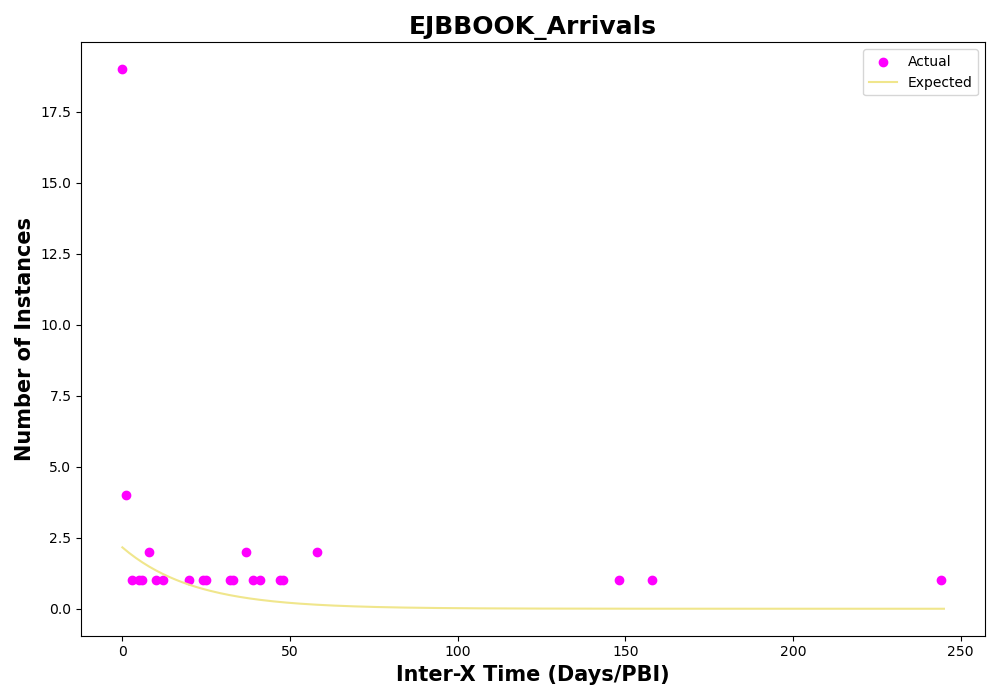 EJBBOOK_Arrivals
Actual
Expected
17.5
15.0
12.5
10.0
7.5
5.0
2.5
0.0
Number of Instances
0
50
100
150
200
250
Inter-X Time (Days/PBI)